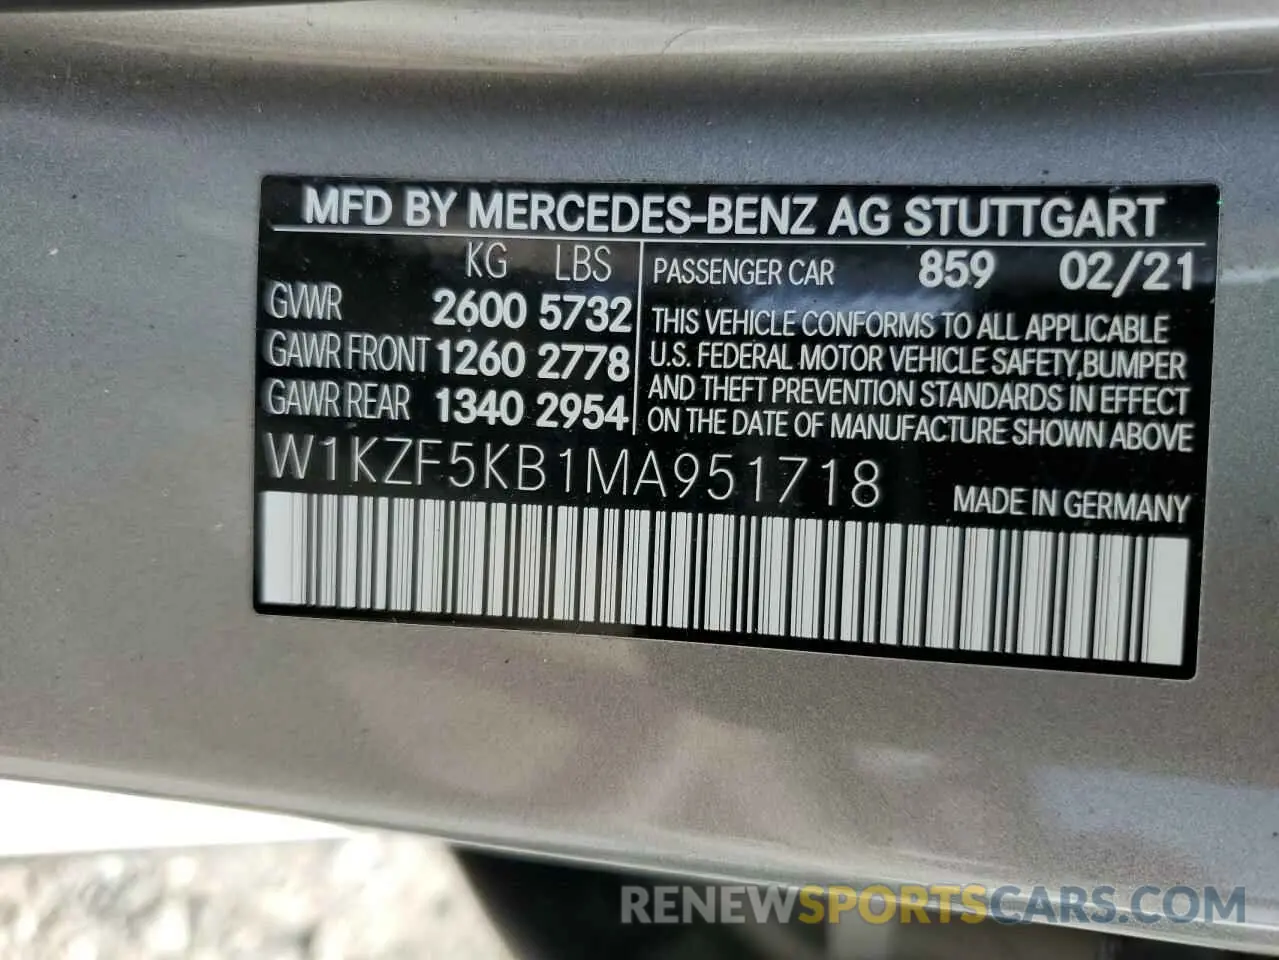 MFD BY MERCEDES-BENZ AG STUTTGART
KG LBS
GVWR 2600 5732
GAWR FRONT 1260 2778
GAWR REAR 1340 2954
PASSENGER CAR 859 02/21
THIS VEHICLE CONFORMS TO ALL APPLICABLE
U.S. FEDERAL MOTOR VEHICLE SAFETY, BUMPER
AND THEFT PREVENTION STANDARDS IN EFFECT
ON THE DATE OF MANUFACTURE SHOWN ABOVE
W1KZF5KB1MA951718
MADE IN GERMANY
RENEWSPORTSCARS.COM